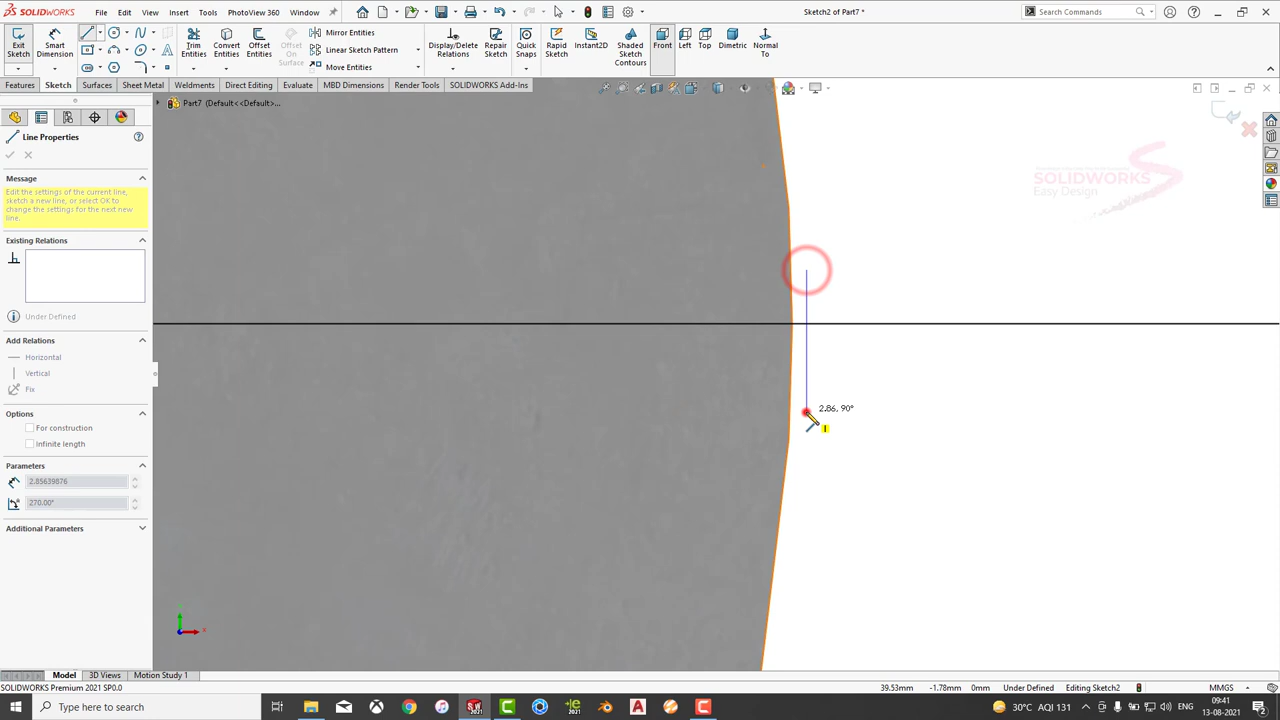 SOLIDWORKS
File Edit View Insert Tools PhotoView 360 Window
Sketch2 of Part7 *
Search Commands
Exit Sketch
Smart Dimension
Trim Entities
Convert Entities
Offset Entities
Offset On Surface
Mirror Entities
Linear Sketch Pattern
Move Entities
Display/Delete Relations
Repair Sketch
Quick Snaps
Rapid Sketch
Instant2D
Shaded Sketch Contours
Front
Left
Top
Dimetric
Normal To
Features Sketch Surfaces Sheet Metal Weldments Direct Editing Evaluate MBD Dimensions Render Tools SOLIDWORKS Add-Ins
Part7 (Default<<Default>...
Line Properties
Message
Edit the settings of the current line, sketch a new line, or select OK to change the settings for the next new line.
Existing Relations
Under Defined
Add Relations
Horizontal
Vertical
Fix
Options
For construction
Infinite length
Parameters
2.85639876
270.00°
Additional Parameters
SOLIDWORKS
Easy Design
2.86, 90°
Model 3D Views Motion Study 1
SOLIDWORKS Premium 2021 SP0.0
39.53mm -1.78mm 0mm Under Defined Editing Sketch2 MMGS
Type here to search
30°C AQI 131
ENG
09:41
13-08-2021